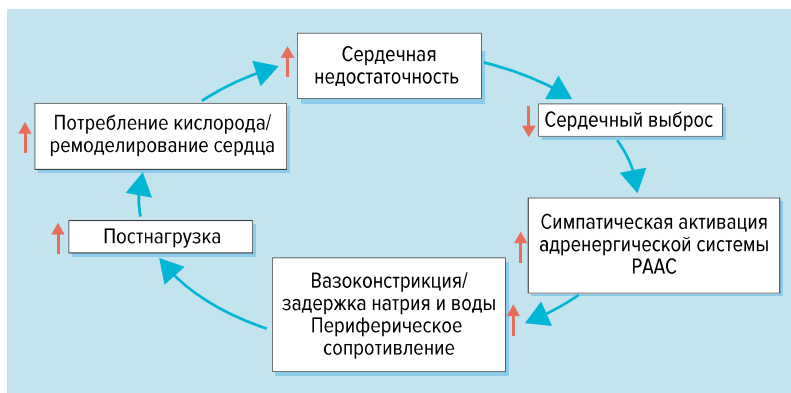 Сердечная
недостаточность
Сердечный выброс
Симпатическая активация
адренергической системы
РААС
Вазоконстрикция/
задержка натрия и воды
Периферическое
сопротивление
Постнагрузка
Потребление кислорода/
ремоделирование сердца